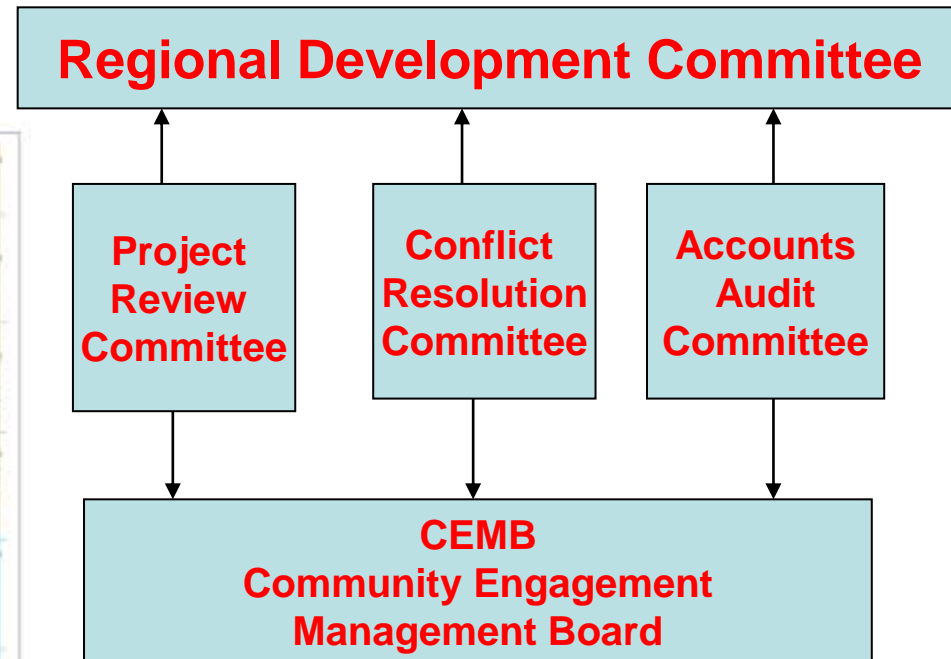 Regional Development Committee
Project
Review
Committee
Conflict
Resolution
Committee
Accounts
Audit
Committee
CEMB
Community Engagement
Management Board